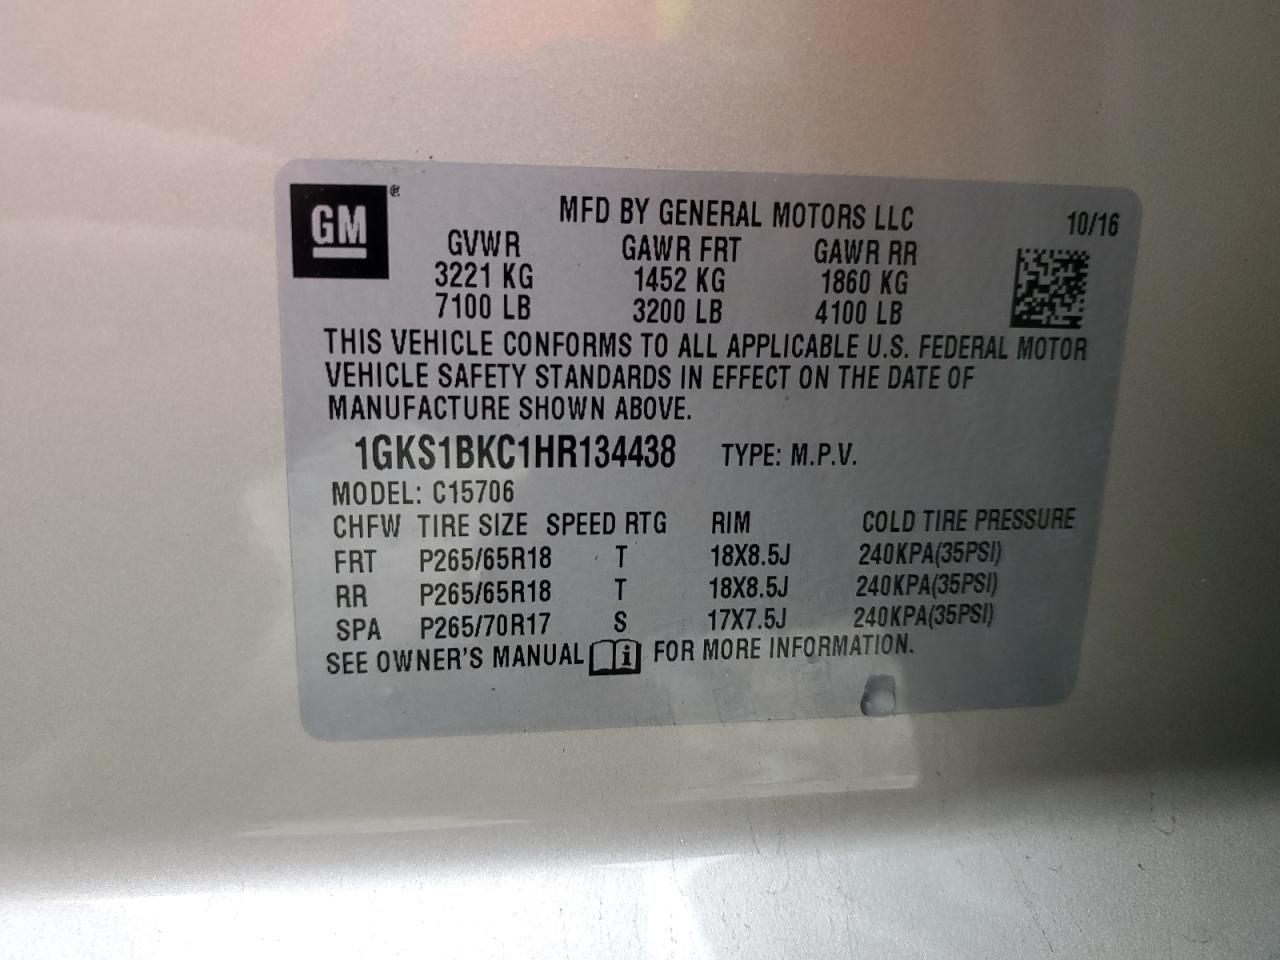 GM ®
MFD BY GENERAL MOTORS LLC 10/16
GVWR GAWR FRT GAWR RR
3221 KG 1452 KG 1860 KG
7100 LB 3200 LB 4100 LB
THIS VEHICLE CONFORMS TO ALL APPLICABLE U.S. FEDERAL MOTOR
VEHICLE SAFETY STANDARDS IN EFFECT ON THE DATE OF
MANUFACTURE SHOWN ABOVE.
1GKS1BKC1HR134438 TYPE: M.P.V.
MODEL: C15706
CHFW TIRE SIZE SPEED RTG RIM COLD TIRE PRESSURE
FRT P265/65R18 T 18X8.5J 240KPA(35PSI)
RR P265/65R18 T 18X8.5J 240KPA(35PSI)
SPA P265/70R17 S 17X7.5J 240KPA(35PSI)
SEE OWNER'S MANUAL i FOR MORE INFORMATION.